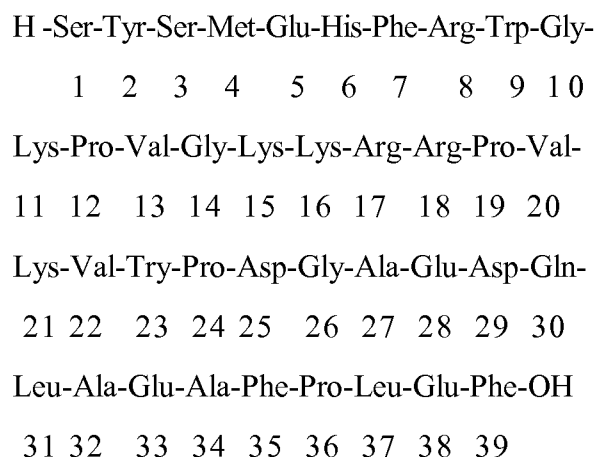 H -Ser-Tyr-Ser-Met-Glu-His-Phe-Arg-Trp-Gly-
1 2 3 4 5 6 7 8 9 10
Lys-Pro-Val-Gly-Lys-Lys-Arg-Arg-Pro-Val-
11 12 13 14 15 16 17 18 19 20
Lys-Val-Try-Pro-Asp-Gly-Ala-Glu-Asp-Gln-
21 22 23 24 25 26 27 28 29 30
Leu-Ala-Glu-Ala-Phe-Pro-Leu-Glu-Phe-OH
31 32 33 34 35 36 37 38 39